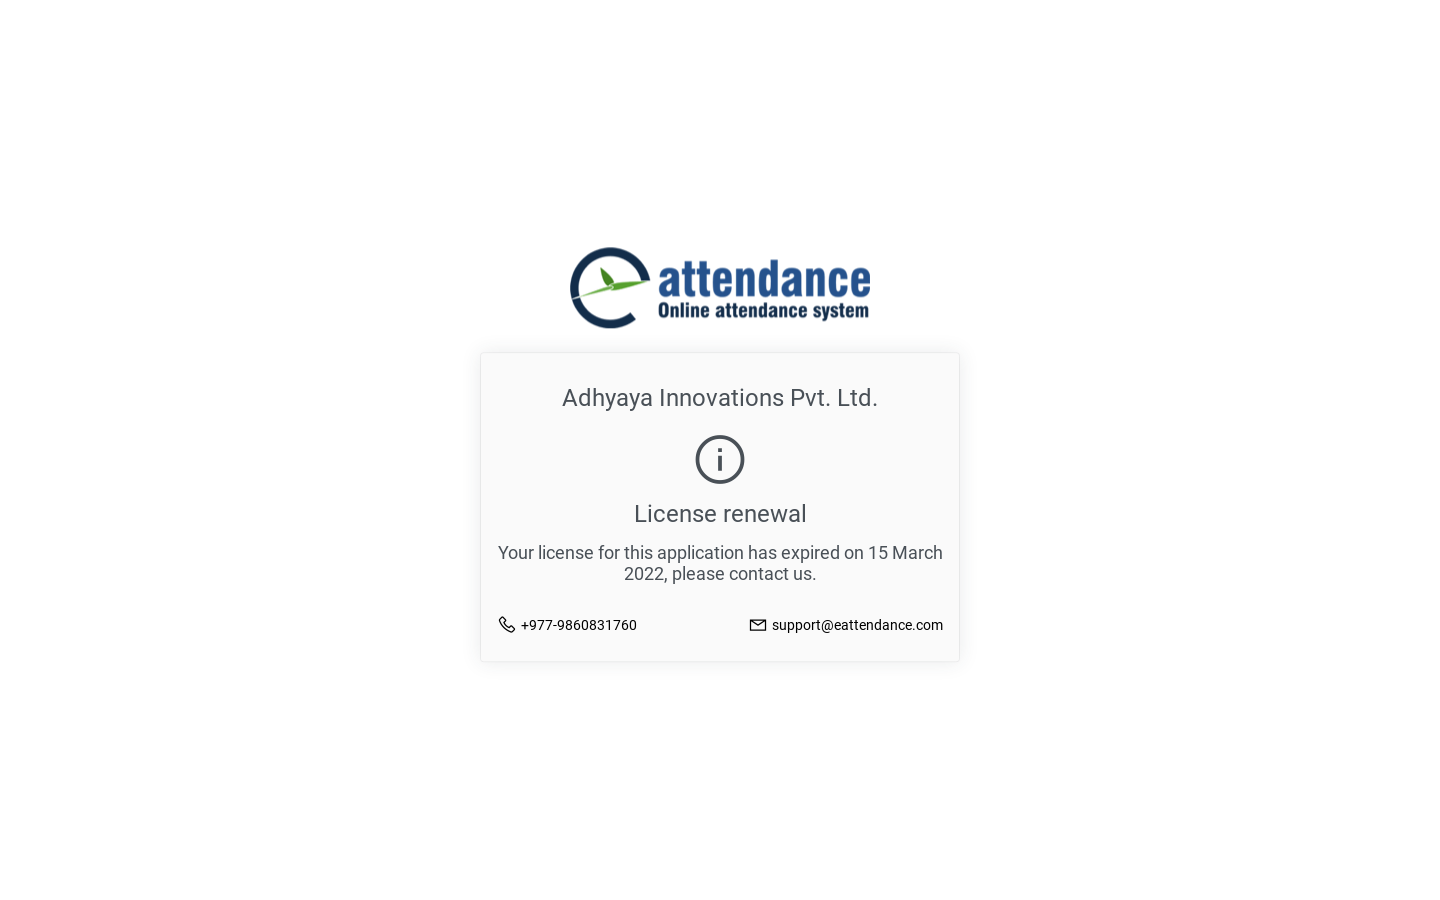 attendance
Online attendance system
Adhyaya Innovations Pvt. Ltd.
License renewal
Your license for this application has expired on 15 March
2022, please contact us.
+977-9860831760
support@eattendance.com